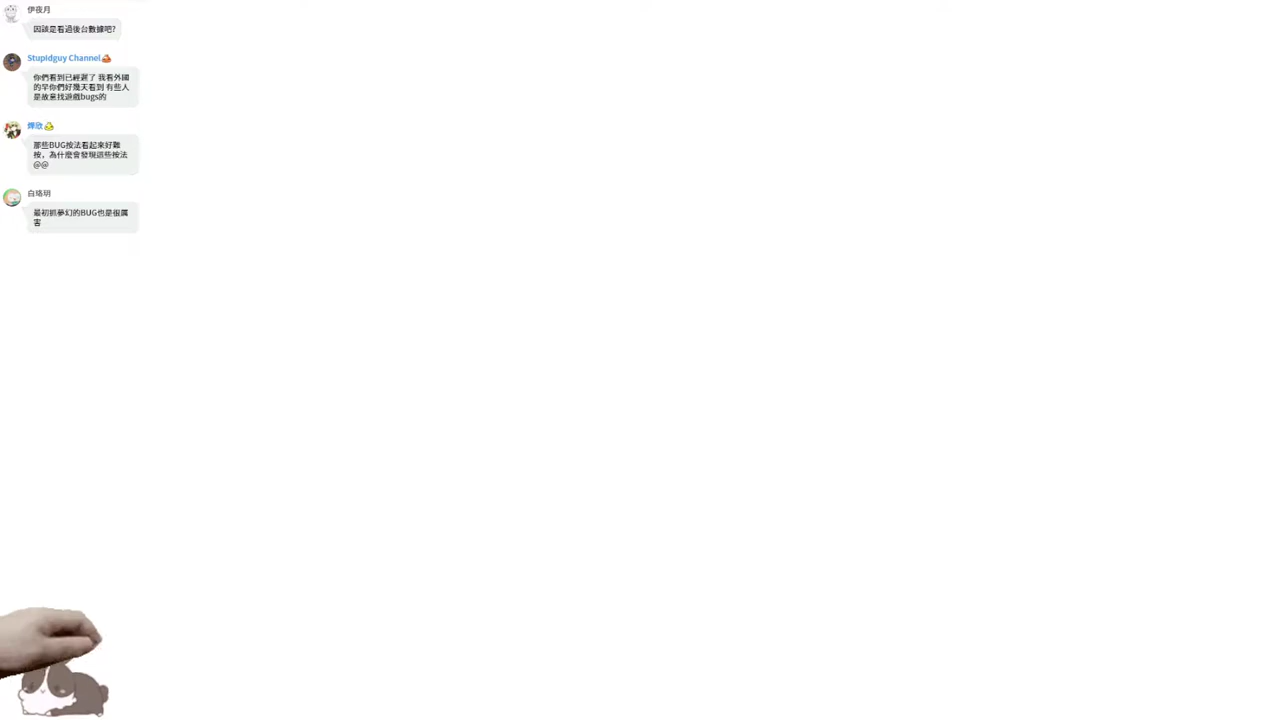 伊夜月
因該是看過後台數據吧?
Stupidguy Channel
你們看到已經遲了 我看外國
的早你們好幾天看到 有些人
是故意找遊戲bugs的
燁欣
那些BUG按法看起來好難
按，為什麼會發現這些按法
@@
白珞玥
最初抓夢幻的BUG也是很厲
害